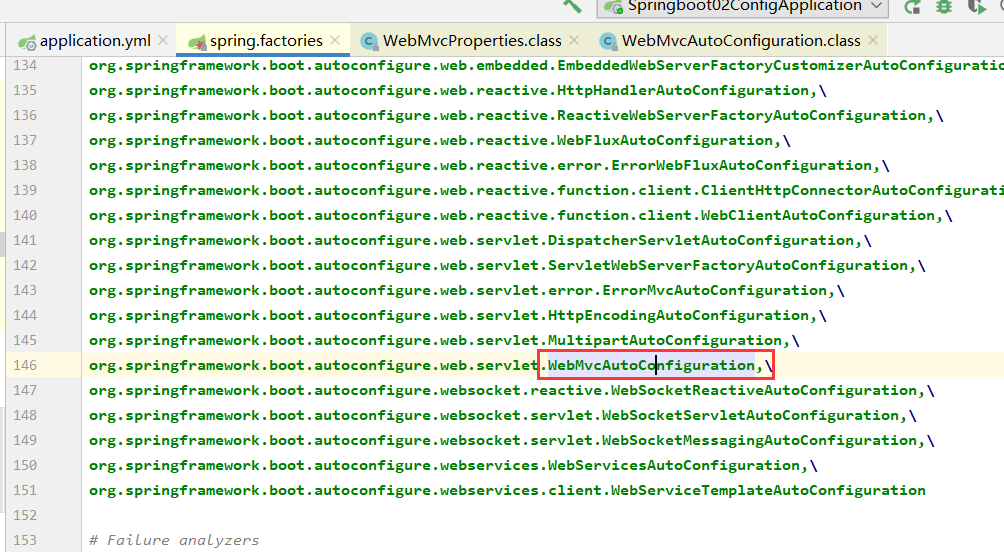 Springboot02ConfigApplication
application.yml spring.factories WebMvcProperties.class WebMvcAutoConfiguration.class
134 org.springframework.boot.autoconfigure.web.embedded.EmbeddedWebServerFactoryCustomizerAutoConfiguratio
135 org.springframework.boot.autoconfigure.web.reactive.HttpHandlerAutoConfiguration,\
136 org.springframework.boot.autoconfigure.web.reactive.ReactiveWebServerFactoryAutoConfiguration,\
137 org.springframework.boot.autoconfigure.web.reactive.WebFluxAutoConfiguration,\
138 org.springframework.boot.autoconfigure.web.reactive.error.ErrorWebFluxAutoConfiguration,\
139 org.springframework.boot.autoconfigure.web.reactive.function.client.ClientHttpConnectorAutoConfigurati
140 org.springframework.boot.autoconfigure.web.reactive.function.client.WebClientAutoConfiguration,\
141 org.springframework.boot.autoconfigure.web.servlet.DispatcherServletAutoConfiguration,\
142 org.springframework.boot.autoconfigure.web.servlet.ServletWebServerFactoryAutoConfiguration,\
143 org.springframework.boot.autoconfigure.web.servlet.error.ErrorMvcAutoConfiguration,\
144 org.springframework.boot.autoconfigure.web.servlet.HttpEncodingAutoConfiguration,\
145 org.springframework.boot.autoconfigure.web.servlet.MultipartAutoConfiguration,\
146 org.springframework.boot.autoconfigure.web.servlet.WebMvcAutoConfiguration,\
147 org.springframework.boot.autoconfigure.websocket.reactive.WebSocketReactiveAutoConfiguration,\
148 org.springframework.boot.autoconfigure.websocket.servlet.WebSocketServletAutoConfiguration,\
149 org.springframework.boot.autoconfigure.websocket.servlet.WebSocketMessagingAutoConfiguration,\
150 org.springframework.boot.autoconfigure.webservices.WebServicesAutoConfiguration,\
151 org.springframework.boot.autoconfigure.webservices.client.WebServiceTemplateAutoConfiguration
152
153 # Failure analyzers